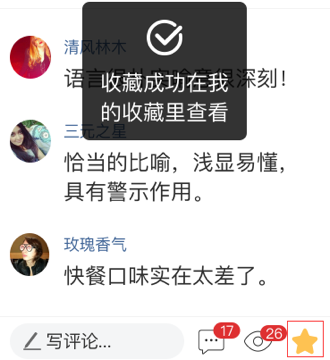 收藏成功在我
的收藏里查看
清风林木
语言
很深刻！
三元之星
恰当的比喻，浅显易懂，
具有警示作用。
玫瑰香气
快餐口味实在太差了。
写评论...
17
26